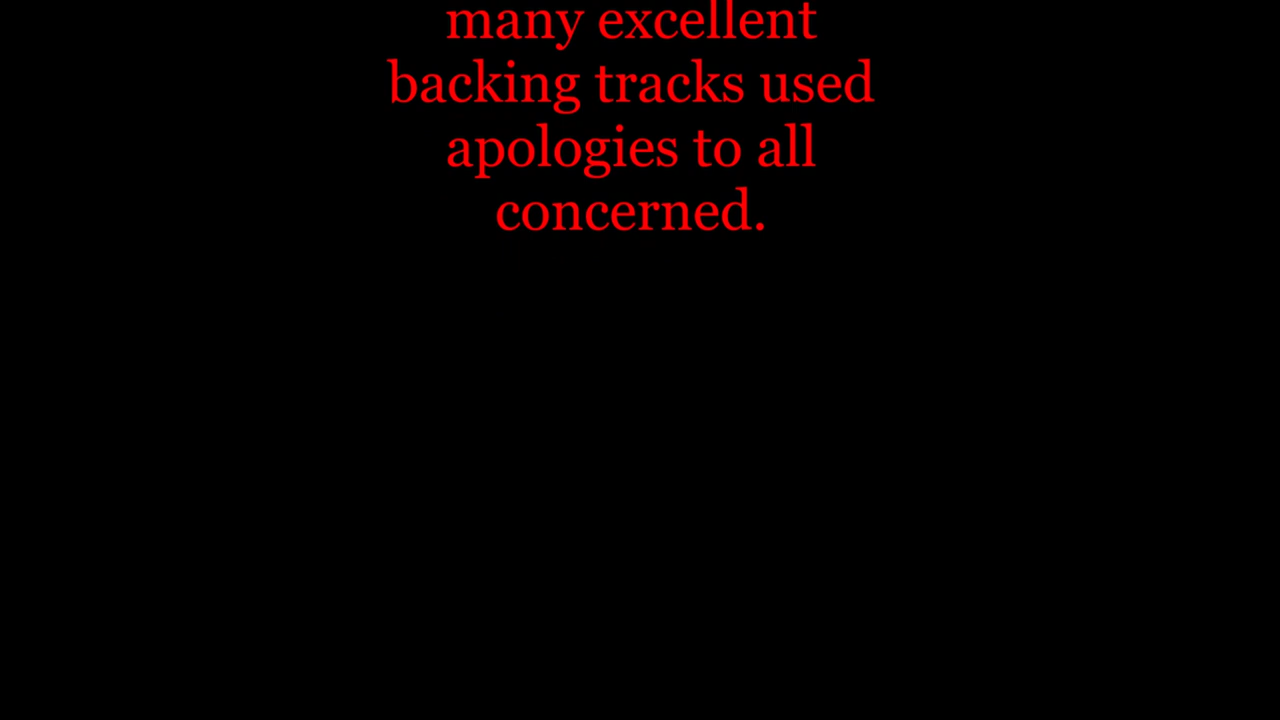 many excellent
backing tracks used
apologies to all
concerned.